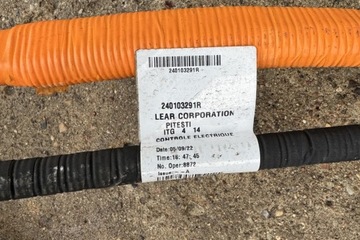 240103291R
240103291R
LEAR CORPORATION
PITESTI
ITG 4 14
CONTROLE ELECTRIQUE
Date:05/09/22
Time:16: 47: 45
No. Oper:8872